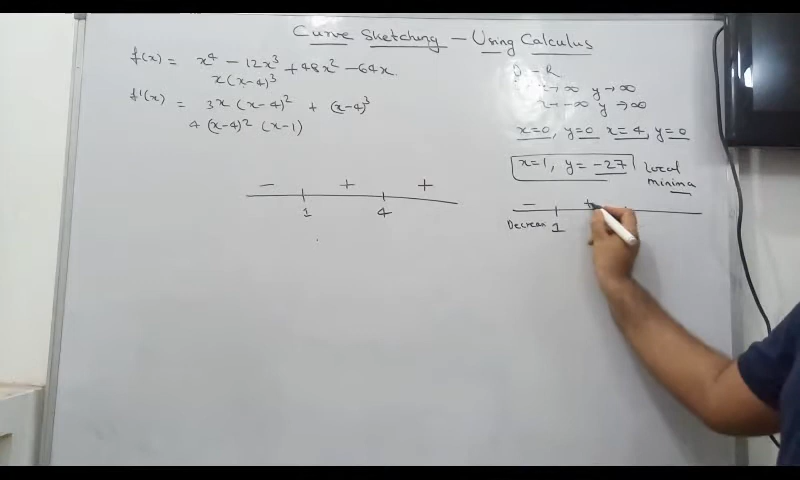 Curve Sketching - Using Calculus
f(x) = x⁴ - 12x³ + 48x² - 64x
x(x-4)³
f'(x) = 3x (x-4)² + (x-4)³
4 (x-4)² (x-1)
- + +
1 4
D - R
x→∞ y→∞
x→-∞ y→∞
x=0, y=0 x=4, y=0
x=1, y= -27 Local
minima
- +
Decrean 1